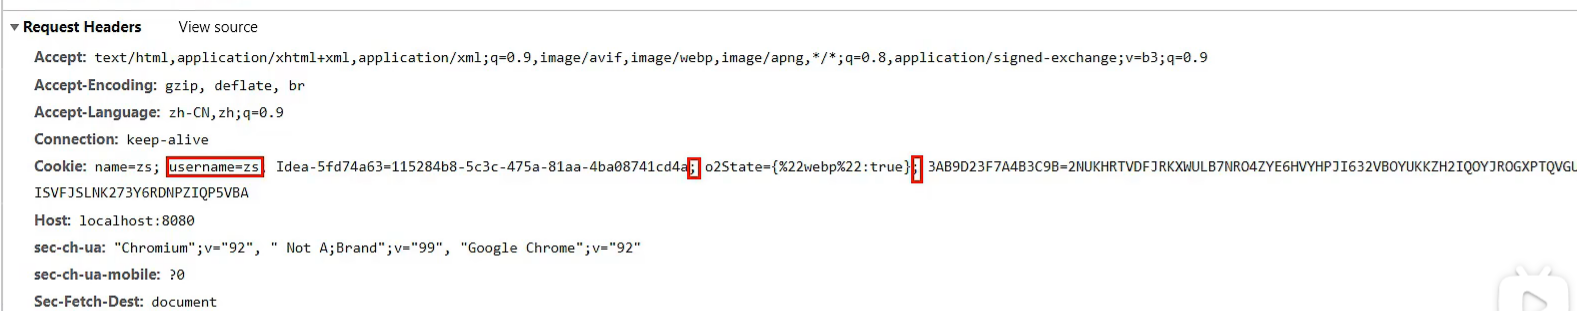 Request Headers View source
Accept: text/html,application/xhtml+xml,application/xml;q=0.9,image/avif,image/webp,image/apng,*/*;q=0.8,application/signed-exchange;v=b3;q=0.9
Accept-Encoding: gzip, deflate, br
Accept-Language: zh-CN,zh;q=0.9
Connection: keep-alive
Cookie: name=zs; username=zs; Idea-5fd74a63=115284b8-5c3c-475a-81aa-4ba08741cd4a; o2State={%22webp%22:true}; 3AB9D23F7A4B3C9B=2NUKHRTVDFJRKXWULB7NRO4ZYE6HVYHPJI632VBOYUKKZH2IQOYJROGXPTQVGU
ISVFJSLNK273Y6RDNPZIQP5VBA
Host: localhost:8080
sec-ch-ua: "Chromium";v="92", " Not A;Brand";v="99", "Google Chrome";v="92"
sec-ch-ua-mobile: ?0
Sec-Fetch-Dest: document